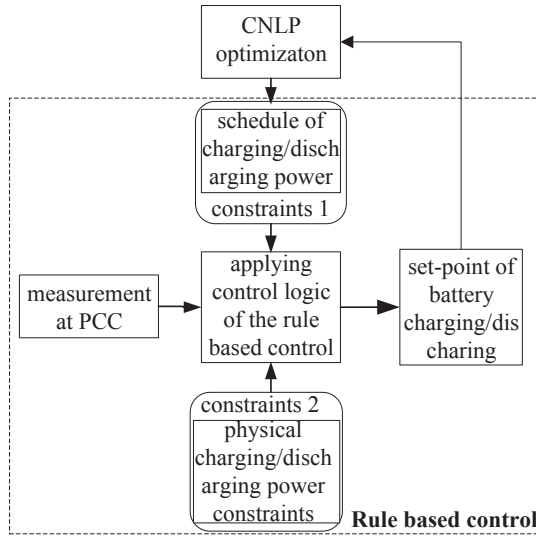 CNLP
optimizaton
schedule of
charging/disch
arging power
constraints 1
measurement
at PCC
applying
control logic
of the rule
based control
set-point of
battery
charging/dis
charing
constraints 2
physical
charging/disch
arging power
constraints
Rule based control